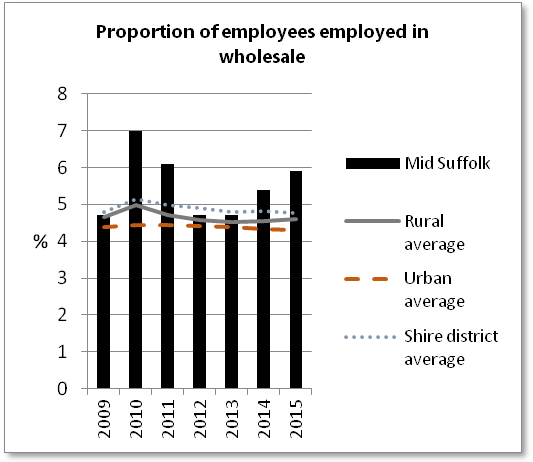 Proportion of employees employed in
wholesale
8
7
6
5
4
3
2
1
0
%
2009
2010
2011
2012
2013
2014
2015
Mid Suffolk
Rural
average
Urban
average
Shire district
average